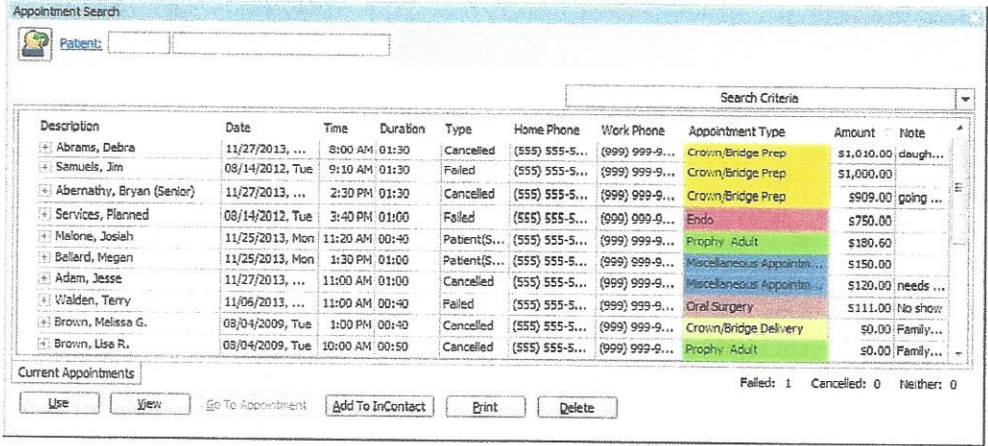 Appointment Search
Patient:
Search Criteria
Description Date Time Duration Type Home Phone Work Phone Appointment Type Amount Note
Abrams, Debra 11/27/2013, ... 8:00 AM 01:30 Cancelled (555) 555-5... (999) 999-9... Crown/Bridge Prep $1,010.00 daugh...
Samuels, Jim 08/14/2012, Tue 9:10 AM 01:30 Failed (555) 555-5... (999) 999-9... Crown/Bridge Prep $1,000.00
Abernathy, Bryan (Senior) 11/27/2013, ... 2:30 PM 01:30 Cancelled (555) 555-5... (999) 999-9... Crown/Bridge Prep $909.00 going ...
Services, Planned 08/14/2012, Tue 3:40 PM 01:00 Failed (555) 555-5... (999) 999-9... Endo $750.00
Malone, Josiah 11/25/2013, Mon 11:20 AM 00:40 Patient(S... (555) 555-5... (999) 999-9... Prophy Adult $180.60
Ballard, Megan 11/25/2013, Mon 1:30 PM 01:00 Patient(S... (555) 555-5... (999) 999-9... Miscellaneous Appointm... $150.00
Adam, Jesse 11/27/2013, ... 11:00 AM 01:00 Cancelled (555) 555-5... (999) 999-9... Miscellaneous Appointm... $120.00 needs ...
Walden, Terry 11/06/2013, ... 11:00 AM 00:40 Failed (555) 555-5... (999) 999-9... Oral Surgery $111.00 No show
Brown, Melissa G. 08/04/2009, Tue 1:00 PM 00:40 Cancelled (555) 555-5... (999) 999-9... Crown/Bridge Delivery $0.00 Family...
Brown, Lisa R. 08/04/2009, Tue 10:00 AM 00:50 Cancelled (555) 555-5... (999) 999-9... Prophy Adult $0.00 Family...
Current Appointments
Failed: 1 Cancelled: 0 Neither: 0
Use View Go To Appointment Add To InContact Print Delete